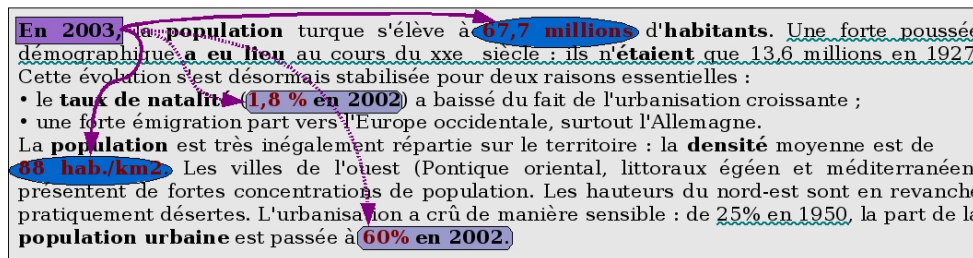 En 2003, la population turque s'élève à 67,7 millions d'habitants. Une forte poussée
démographique a eu lieu au cours du xxe siècle : ils n'étaient que 13,6 millions en 1927
Cette évolution s'est désormais stabilisée pour deux raisons essentielles :
• le taux de natalité (1,8 % en 2002) a baissé du fait de l'urbanisation croissante ;
• une forte émigration part vers l'Europe occidentale, surtout l'Allemagne.
La population est très inégalement répartie sur le territoire : la densité moyenne est de
88 hab./km2. Les villes de l'ouest (Pontique oriental, littoraux égéen et méditerranéen
présentent de fortes concentrations de population. Les hauteurs du nord-est sont en revanche
pratiquement désertes. L'urbanisation a crû de manière sensible : de 25% en 1950, la part de la
population urbaine est passée à 60% en 2002.